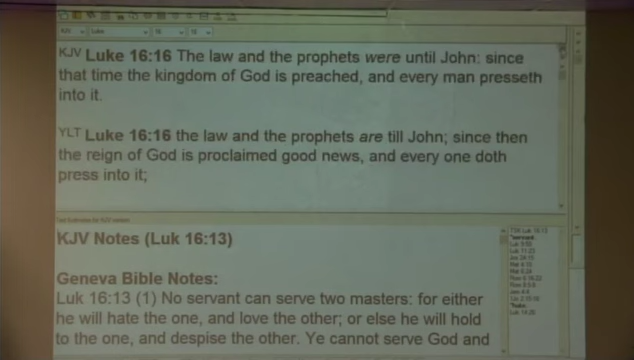 KJV Luke 16 16
KJV Luke 16:16 The law and the prophets were until John: since
that time the kingdom of God is preached, and every man presseth
into it.
YLT Luke 16:16 the law and the prophets are till John; since then
the reign of God is proclaimed good news, and every one doth
press into it;
KJV Notes (Luk 16:13)
Geneva Bible Notes:
Luk 16:13 (1) No servant can serve two masters: for either
he will hate the one, and love the other; or else he will hold
to the one, and despise the other. Ye cannot serve God and